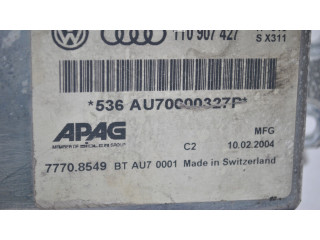 1T0 907 427 S X311
*536 AU70000327P*
APAG
C2
MFG
10.02.2004
7770.8549 BT AU7 0001 Made in Switzerland